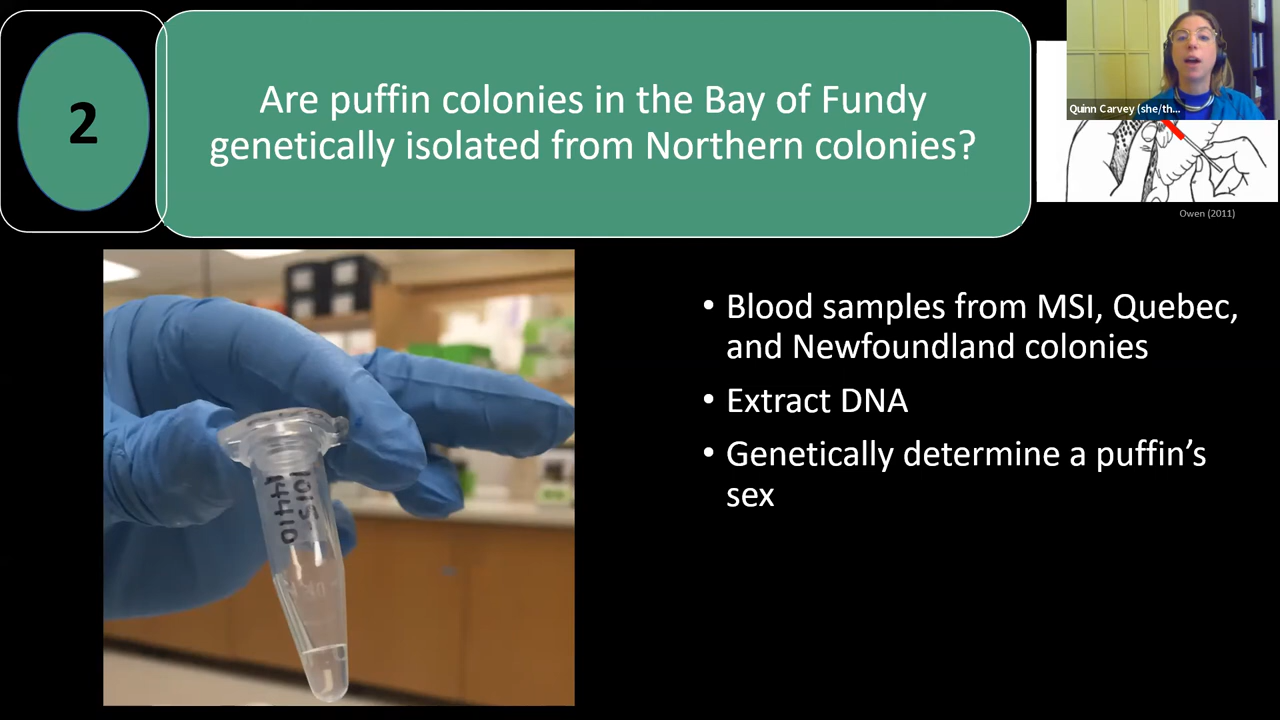 2
Are puffin colonies in the Bay of Fundy
genetically isolated from Northern colonies?
Quinn Carvey (she/th...
Owen (2011)
• Blood samples from MSI, Quebec,
and Newfoundland colonies
• Extract DNA
• Genetically determine a puffin’s
sex